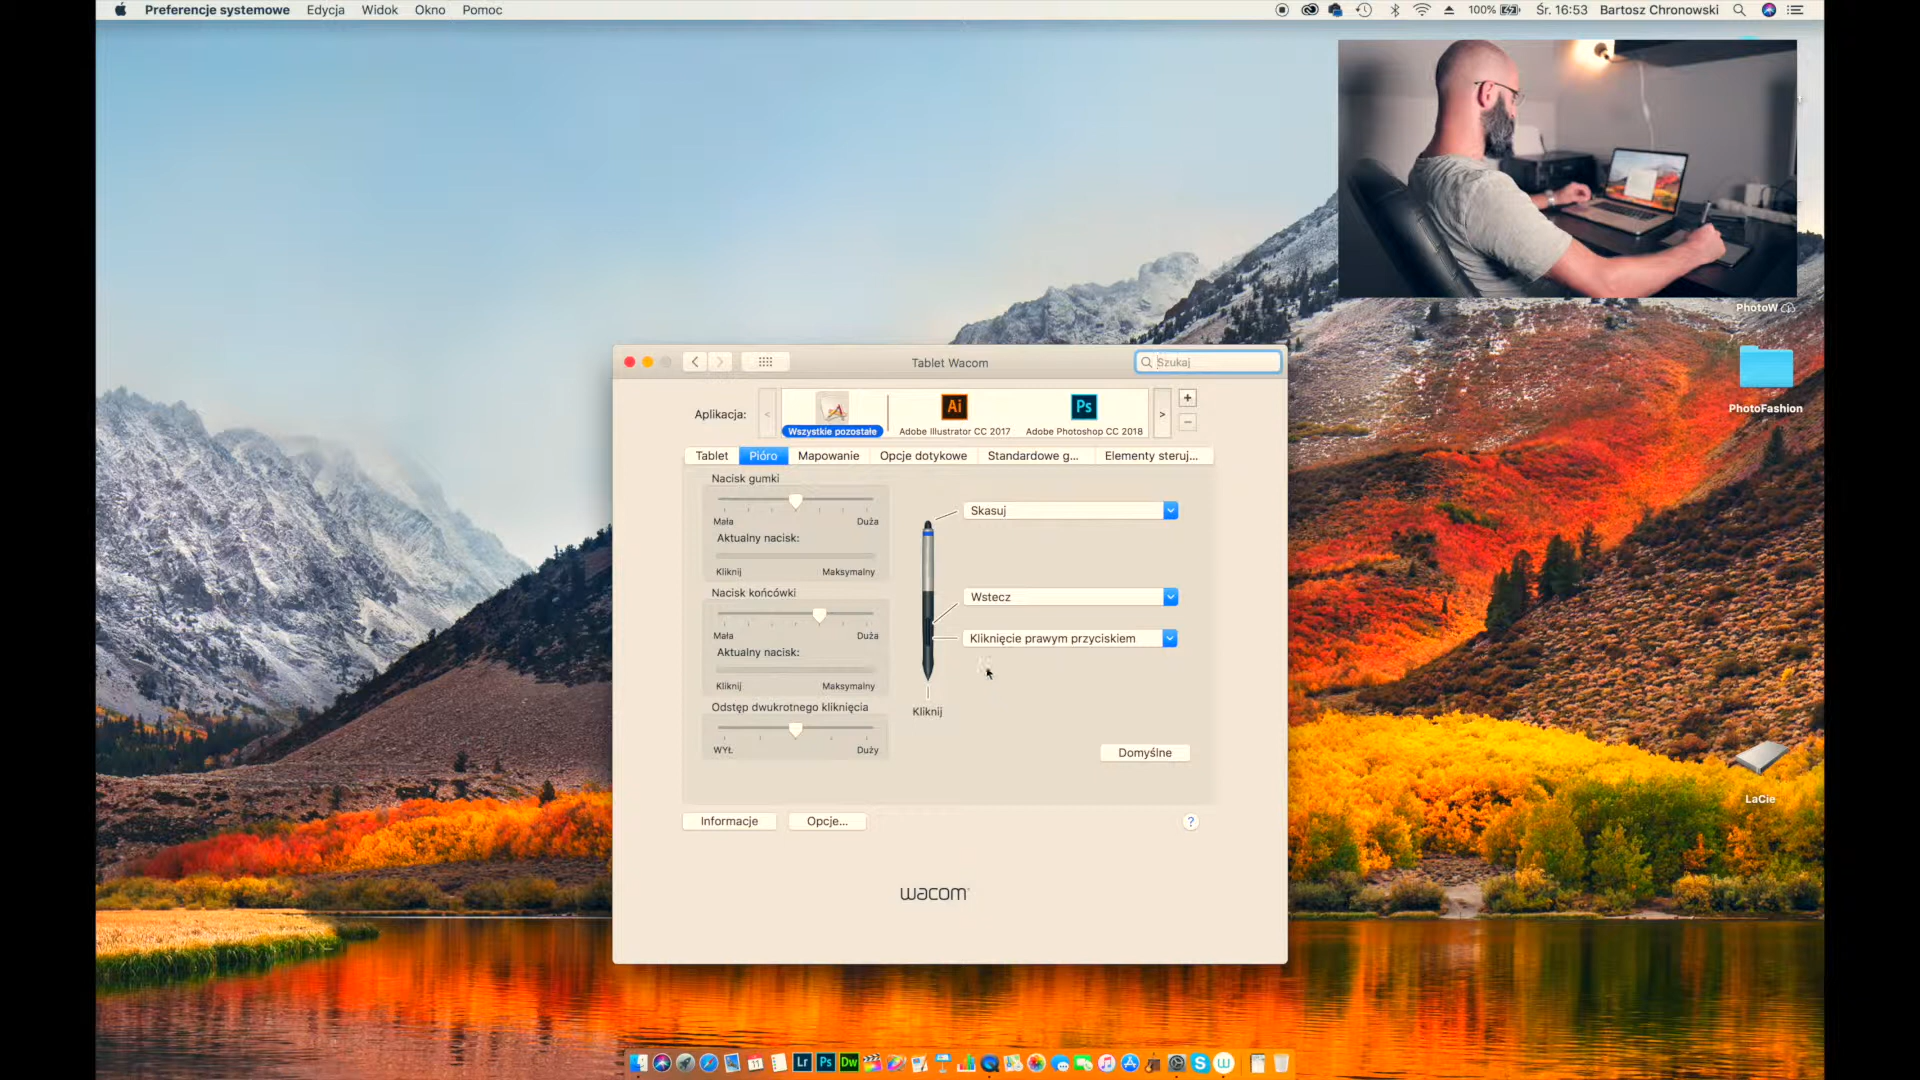 Preferencje systemowe Edycja Widok Okno Pomoc
100% Śr. 16:53 Bartosz Chronowski
PhotoW
PhotoFashion
LaCie
Tablet Wacom
Szukaj
Aplikacja: < Wszystkie pozostałe Adobe Illustrator CC 2017 Adobe Photoshop CC 2018 > +
Ai Ps
−
Tablet Pióro Mapowanie Opcje dotykowe Standardowe g... Elementy steruj...
Nacisk gumki
Mała Duża
Aktualny nacisk:
Kliknij Maksymalny
Nacisk końcówki
Mała Duża
Aktualny nacisk:
Kliknij Maksymalny
Odstęp dwukrotnego kliknięcia
WYŁ. Duży
Skasuj
Wstecz
Kliknięcie prawym przyciskiem
Kliknij
Domyślne
Informacje Opcje... ?
wacom
Lr Ps Dw S w